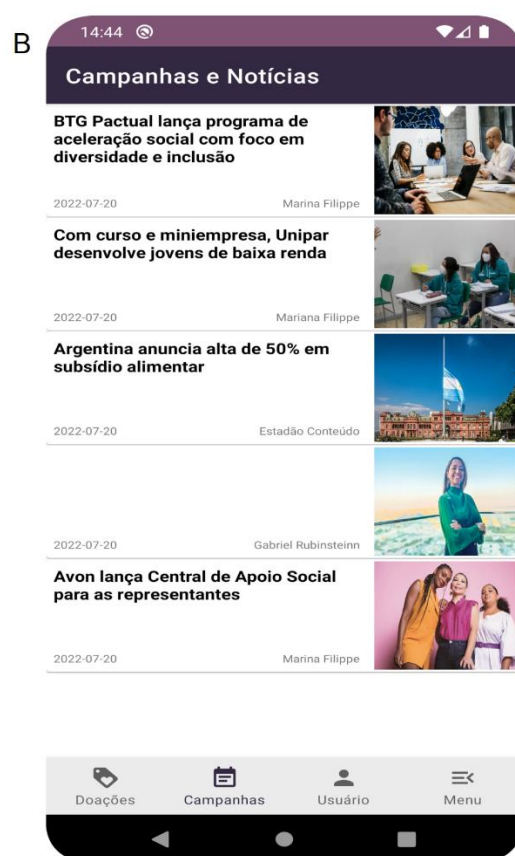 B
14:44
Campanhas e Notícias
BTG Pactual lança programa de
aceleração social com foco em
diversidade e inclusão
2022-07-20 Marina Filippe
Com curso e miniempresa, Unipar
desenvolve jovens de baixa renda
2022-07-20 Mariana Filippe
Argentina anuncia alta de 50% em
subsídio alimentar
2022-07-20 Estadão Conteúdo
2022-07-20 Gabriel Rubinsteinn
Avon lança Central de Apoio Social
para as representantes
2022-07-20 Marina Filippe
Doações Campanhas Usuário Menu